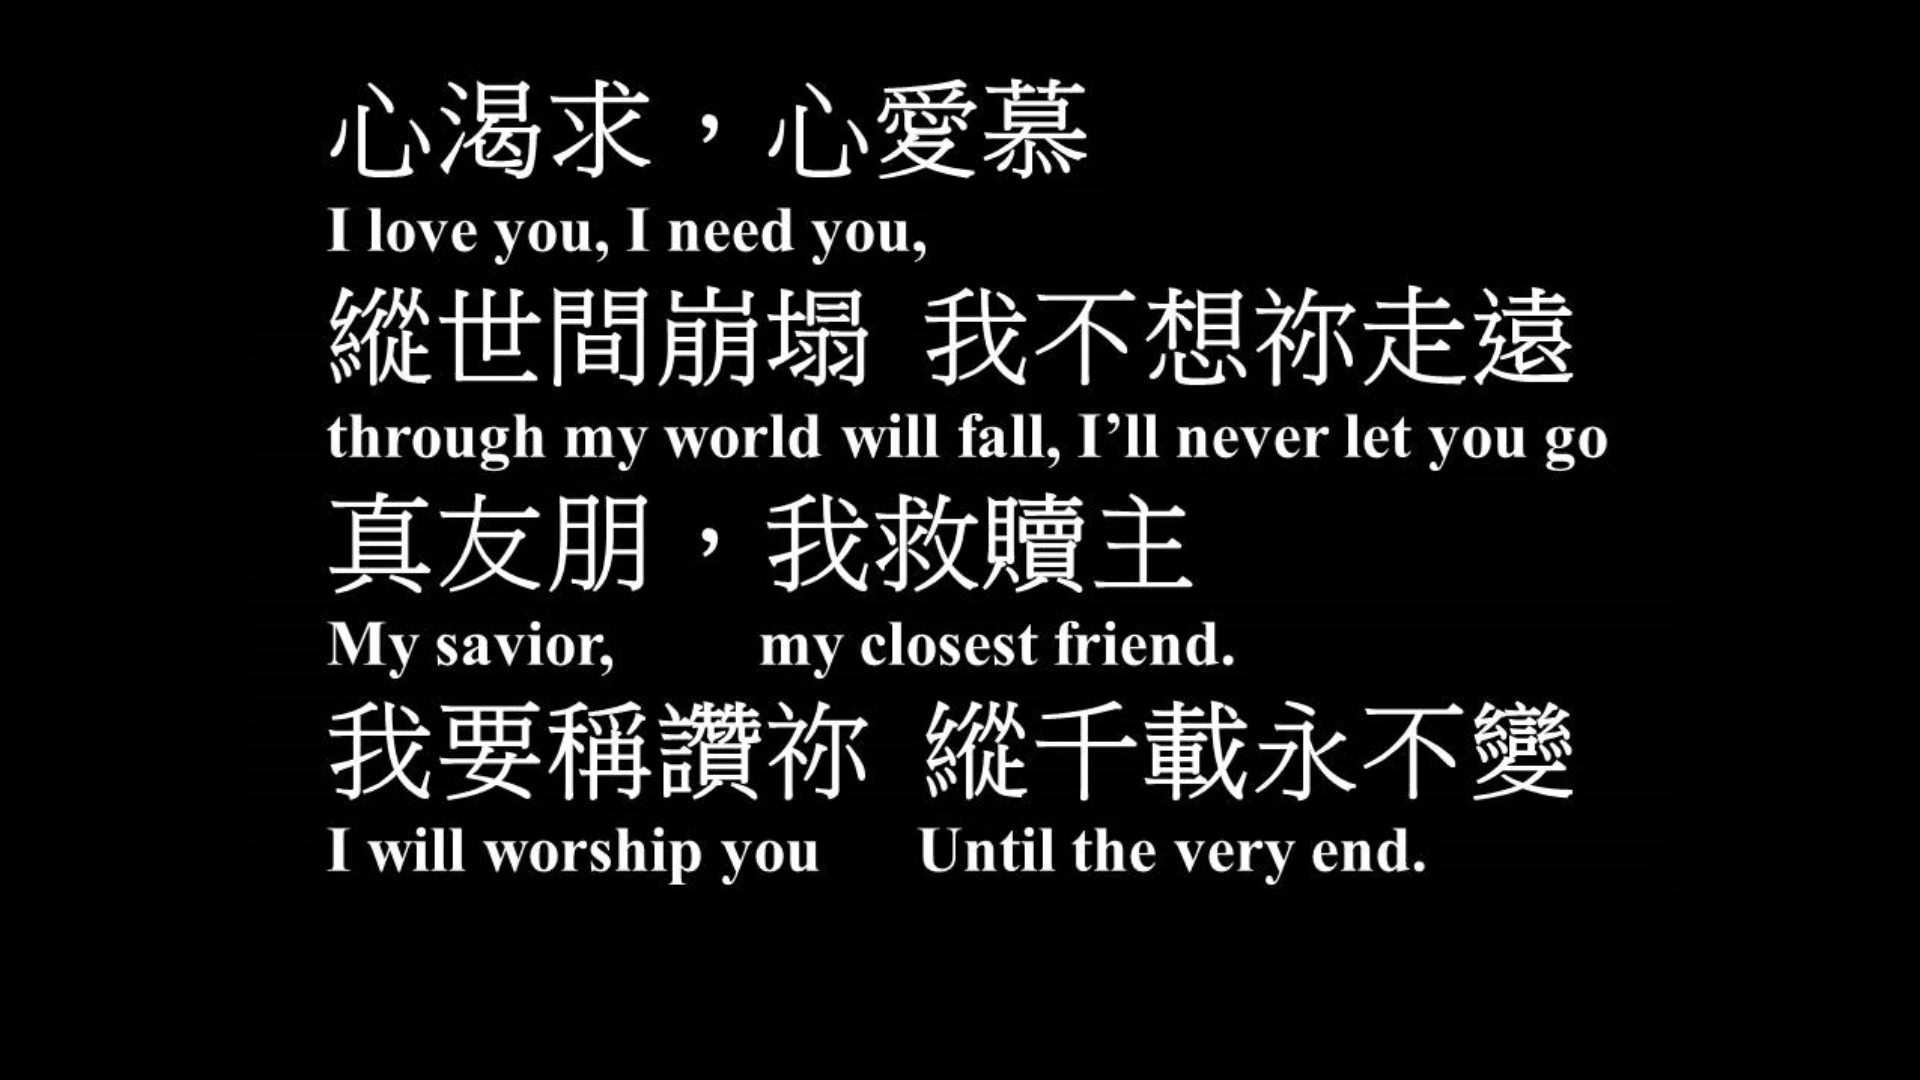 心渴求，心愛慕
I love you, I need you,
縱世間崩塌 我不想祢走遠
through my world will fall, I’ll never let you go
真友朋，我救贖主
My savior, my closest friend.
我要稱讚祢 縱千載永不變
I will worship you Until the very end.